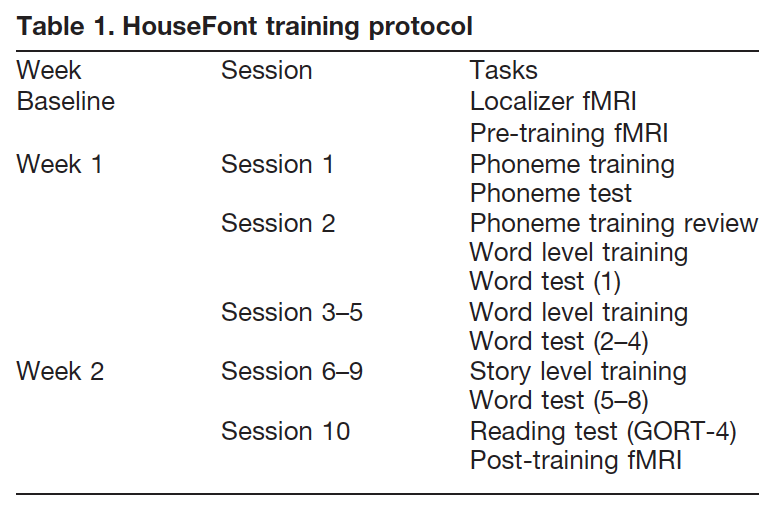 Table 1. HouseFont training protocol
Week Session Tasks
Baseline Localizer fMRI
Pre-training fMRI
Week 1 Session 1 Phoneme training
Phoneme test
Session 2 Phoneme training review
Word level training
Word test (1)
Session 3–5 Word level training
Word test (2–4)
Week 2 Session 6–9 Story level training
Word test (5–8)
Session 10 Reading test (GORT-4)
Post-training fMRI